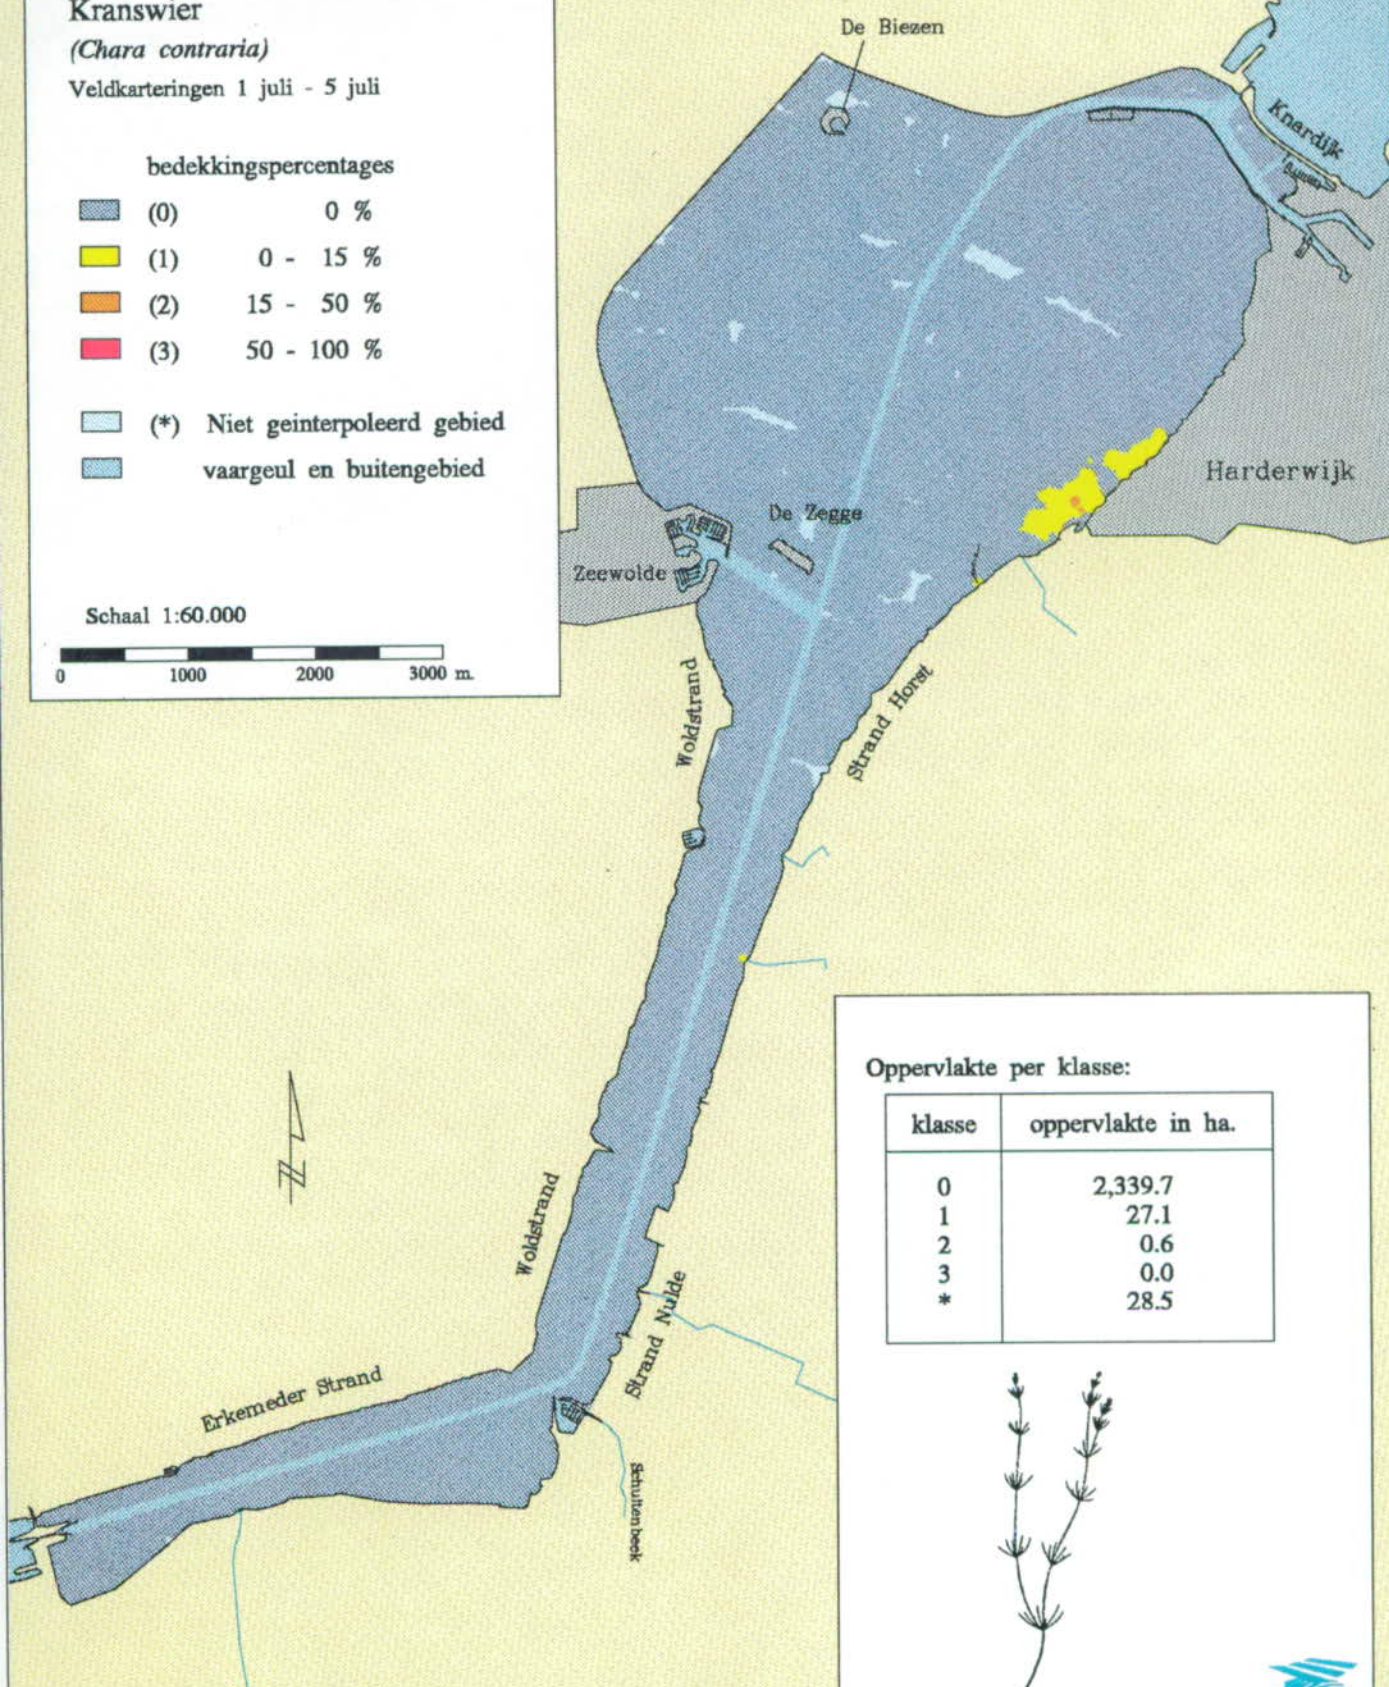 Kranswier
(Chara contraria)
Veldkarteringen 1 juli - 5 juli
bedekkingspercentages
(0) 0 %
(1) 0 - 15 %
(2) 15 - 50 %
(3) 50 - 100 %
(*) Niet geinterpoleerd gebied
vaargeul en buitengebied
Schaal 1:60.000
0 1000 2000 3000 m.
De Biezen
Knardijk
Harderwijk
De Zegge
Zeewolde
Woldstrand
Strand Horst
Woldstrand
Strand Nulde
Erkemeder Strand
Schuitenbeek
Oppervlakte per klasse:
klasse oppervlakte in ha.
0 2,339.7
1 27.1
2 0.6
3 0.0
* 28.5